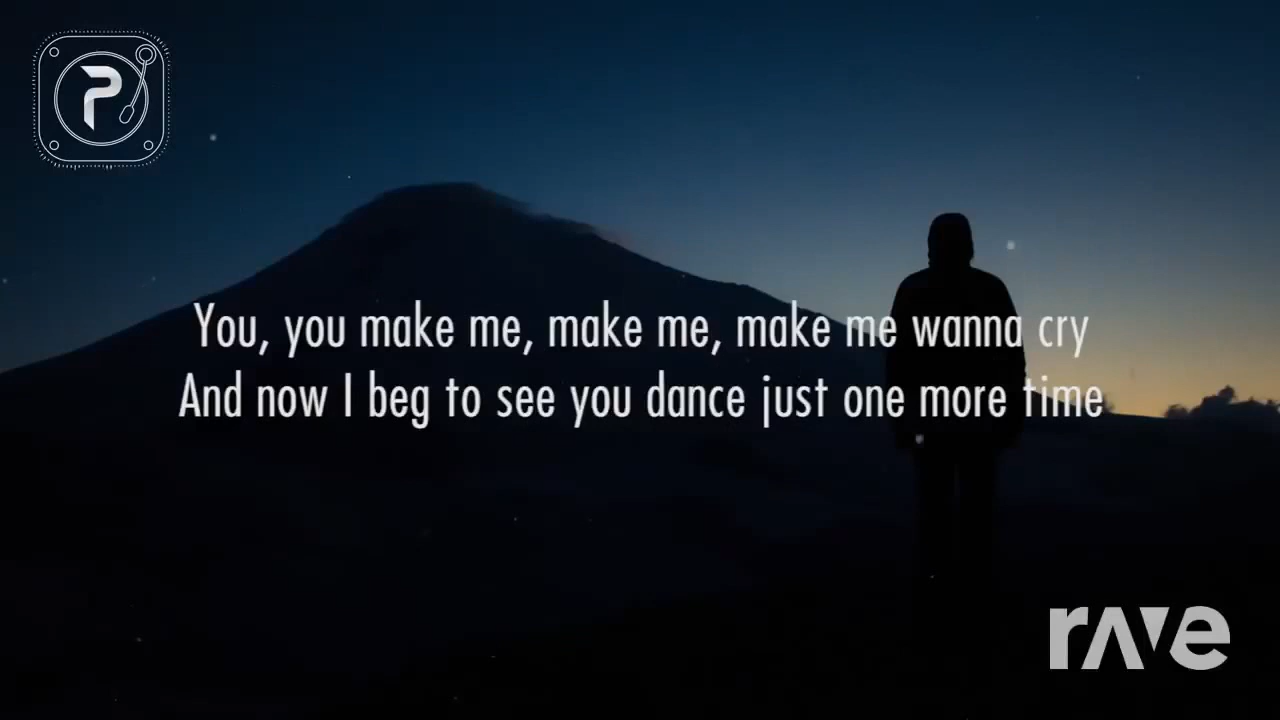 P
You, you make me, make me, make me wanna cry
And now I beg to see you dance just one more time
rave